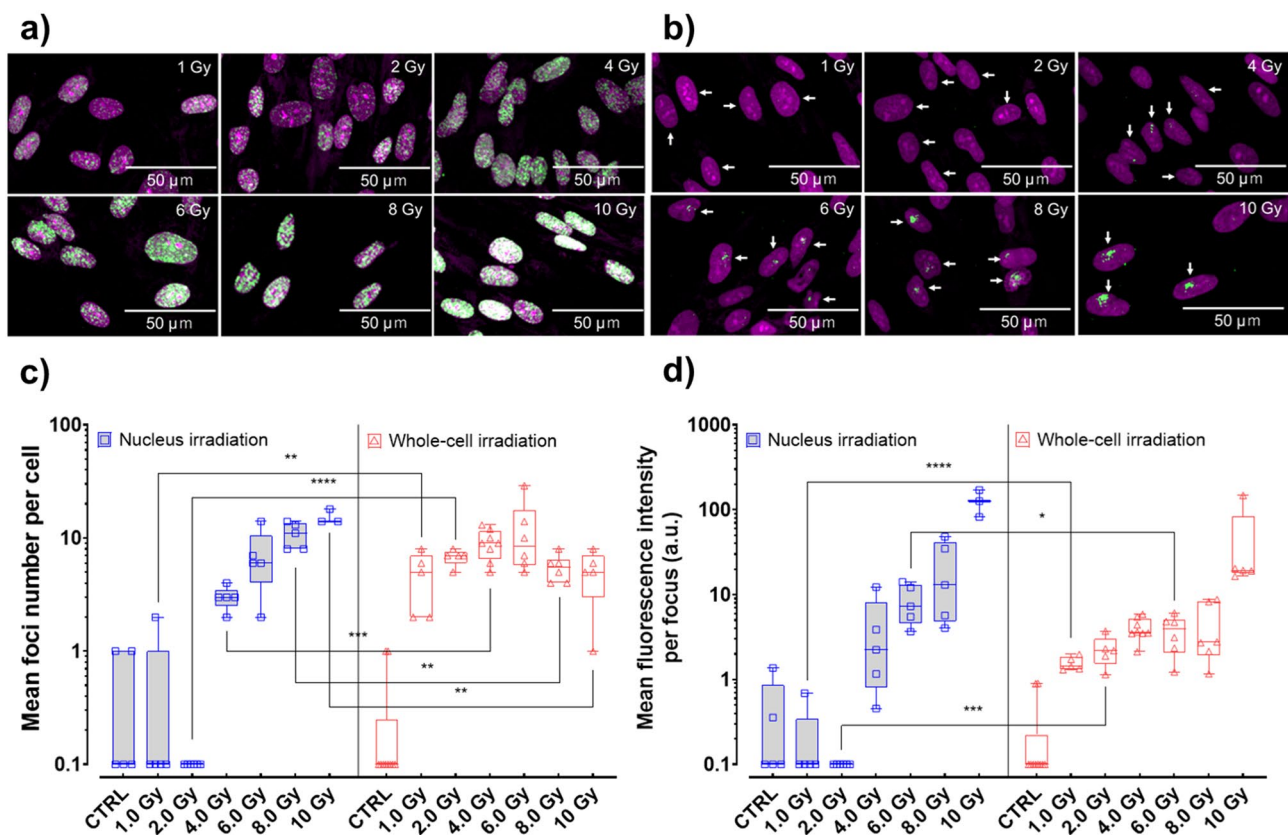 a)
1 Gy
2 Gy
4 Gy
50 µm
50 µm
50 µm
6 Gy
8 Gy
10 Gy
50 µm
50 µm
50 µm
b)
1 Gy
2 Gy
4 Gy
50 µm
50 µm
50 µm
6 Gy
8 Gy
10 Gy
50 µm
50 µm
50 µm
c)
Mean foci number per cell
100
10
1
0.1
Nucleus irradiation
Whole-cell irradiation
**
****
***
**
**
CTRL
1.0 Gy
2.0 Gy
4.0 Gy
6.0 Gy
8.0 Gy
10 Gy
CTRL
1.0 Gy
2.0 Gy
4.0 Gy
6.0 Gy
8.0 Gy
10 Gy
d)
Mean fluorescence intensity
per focus (a.u.)
1000
100
10
1
0.1
Nucleus irradiation
Whole-cell irradiation
****
*
***
CTRL
1.0 Gy
2.0 Gy
4.0 Gy
6.0 Gy
8.0 Gy
10 Gy
CTRL
1.0 Gy
2.0 Gy
4.0 Gy
6.0 Gy
8.0 Gy
10 Gy